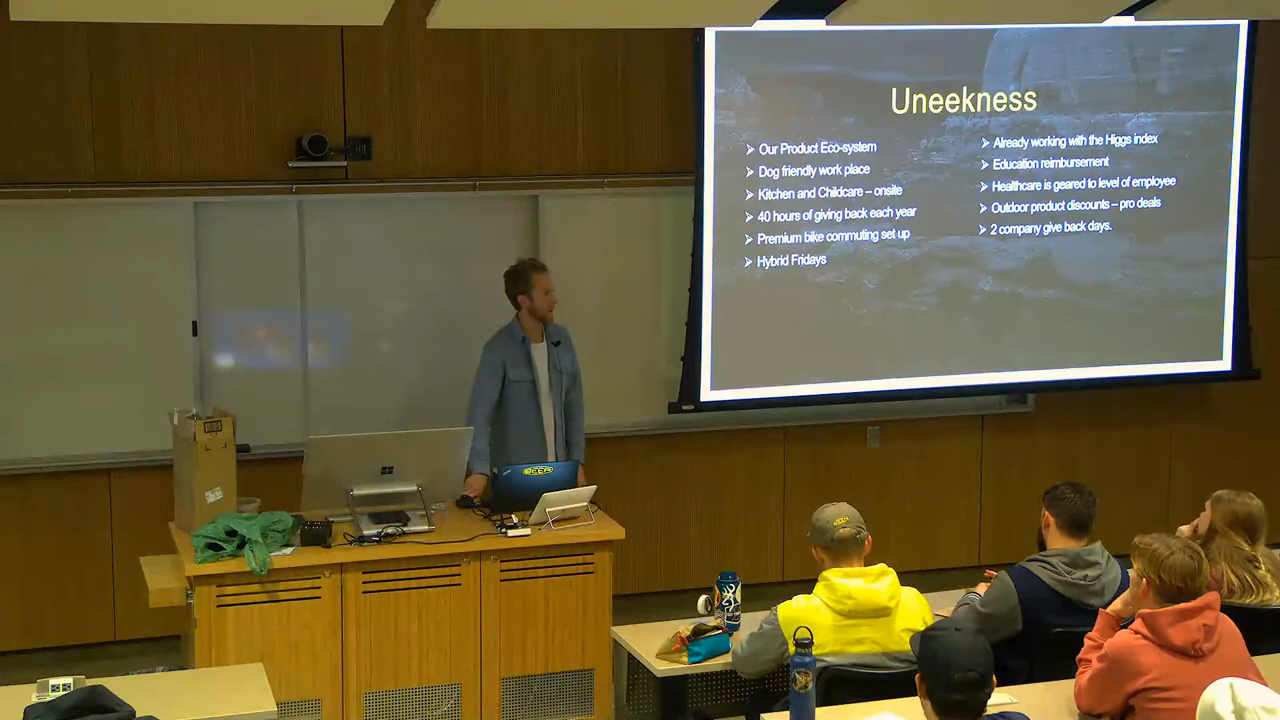 Uneekness
Our Product Eco-system
Dog friendly work place
Kitchen and Childcare – onsite
40 hours of giving back each year
Premium bike commuting set up
Hybrid Fridays
Already working with the Higgs index
Education reimbursement
Healthcare is geared to level of employee
Outdoor product discounts – pro deals
2 company give back days.
KEEN